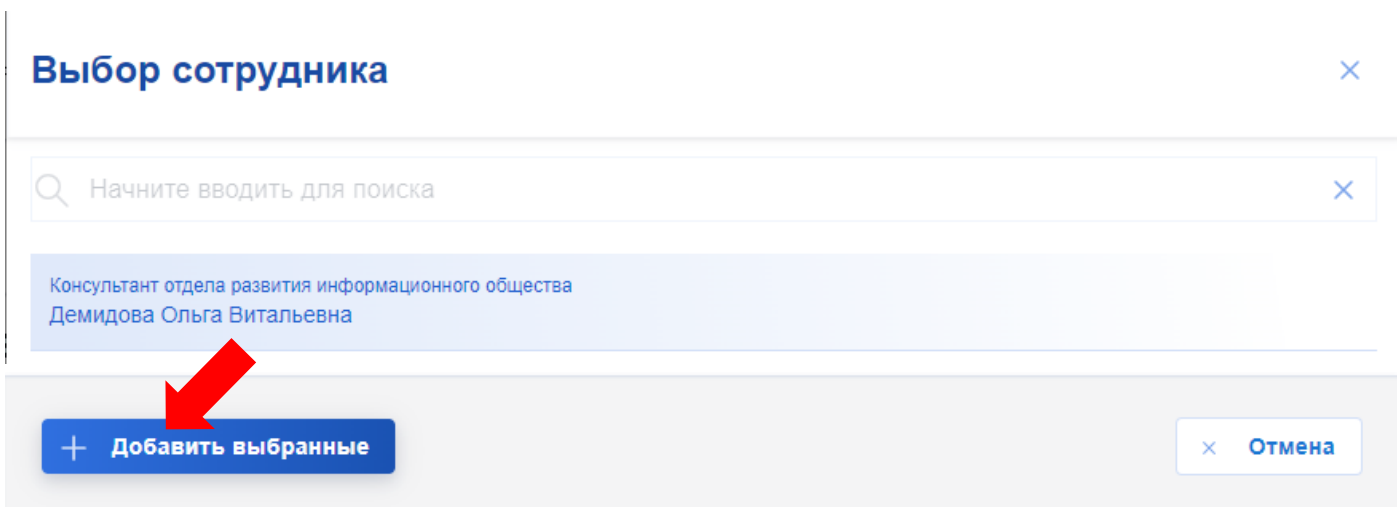 Выбор сотрудника
Начните вводить для поиска
Консультант отдела развития информационного общества
Демидова Ольга Витальевна
Добавить выбранные
Отмена